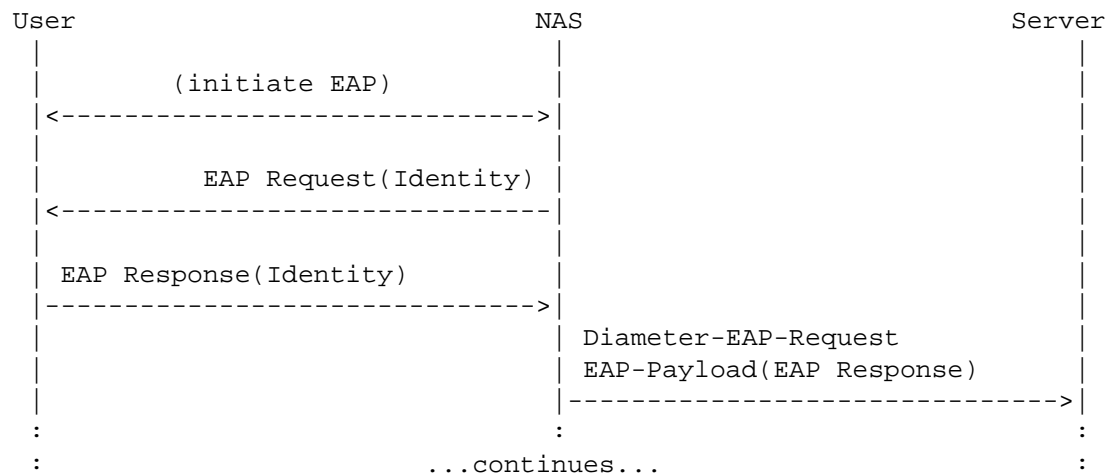 User NAS Server
(initiate EAP)
EAP Request(Identity)
EAP Response(Identity)
Diameter-EAP-Request
EAP-Payload(EAP Response)
...continues...